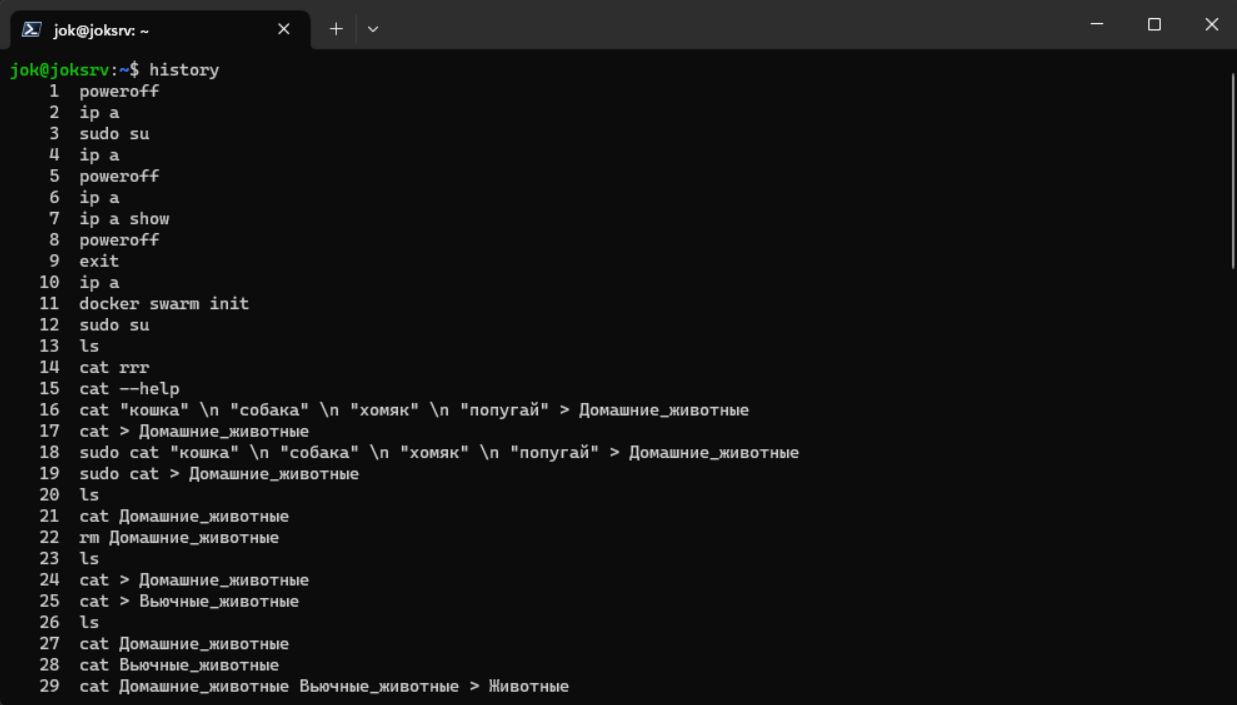 jok@joksrv: ~
jok@joksrv:~$ history
1 poweroff
2 ip a
3 sudo su
4 ip a
5 poweroff
6 ip a
7 ip a show
8 poweroff
9 exit
10 ip a
11 docker swarm init
12 sudo su
13 ls
14 cat rrr
15 cat --help
16 cat "кошка" \n "собака" \n "хомяк" \n "попугай" > Домашние_животные
17 cat > Домашние_животные
18 sudo cat "кошка" \n "собака" \n "хомяк" \n "попугай" > Домашние_животные
19 sudo cat > Домашние_животные
20 ls
21 cat Домашние_животные
22 rm Домашние_животные
23 ls
24 cat > Домашние_животные
25 cat > Вьючные_животные
26 ls
27 cat Домашние_животные
28 cat Вьючные_животные
29 cat Домашние_животные Вьючные_животные > Животные